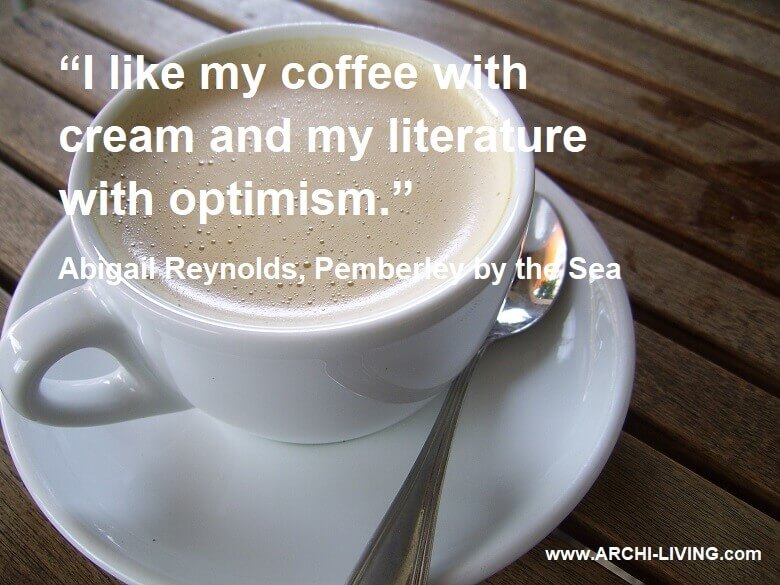 “I like my coffee with
cream and my literature
with optimism.”
Abigail Reynolds, Pemberley by the Sea
www.ARCHI-LIVING.com